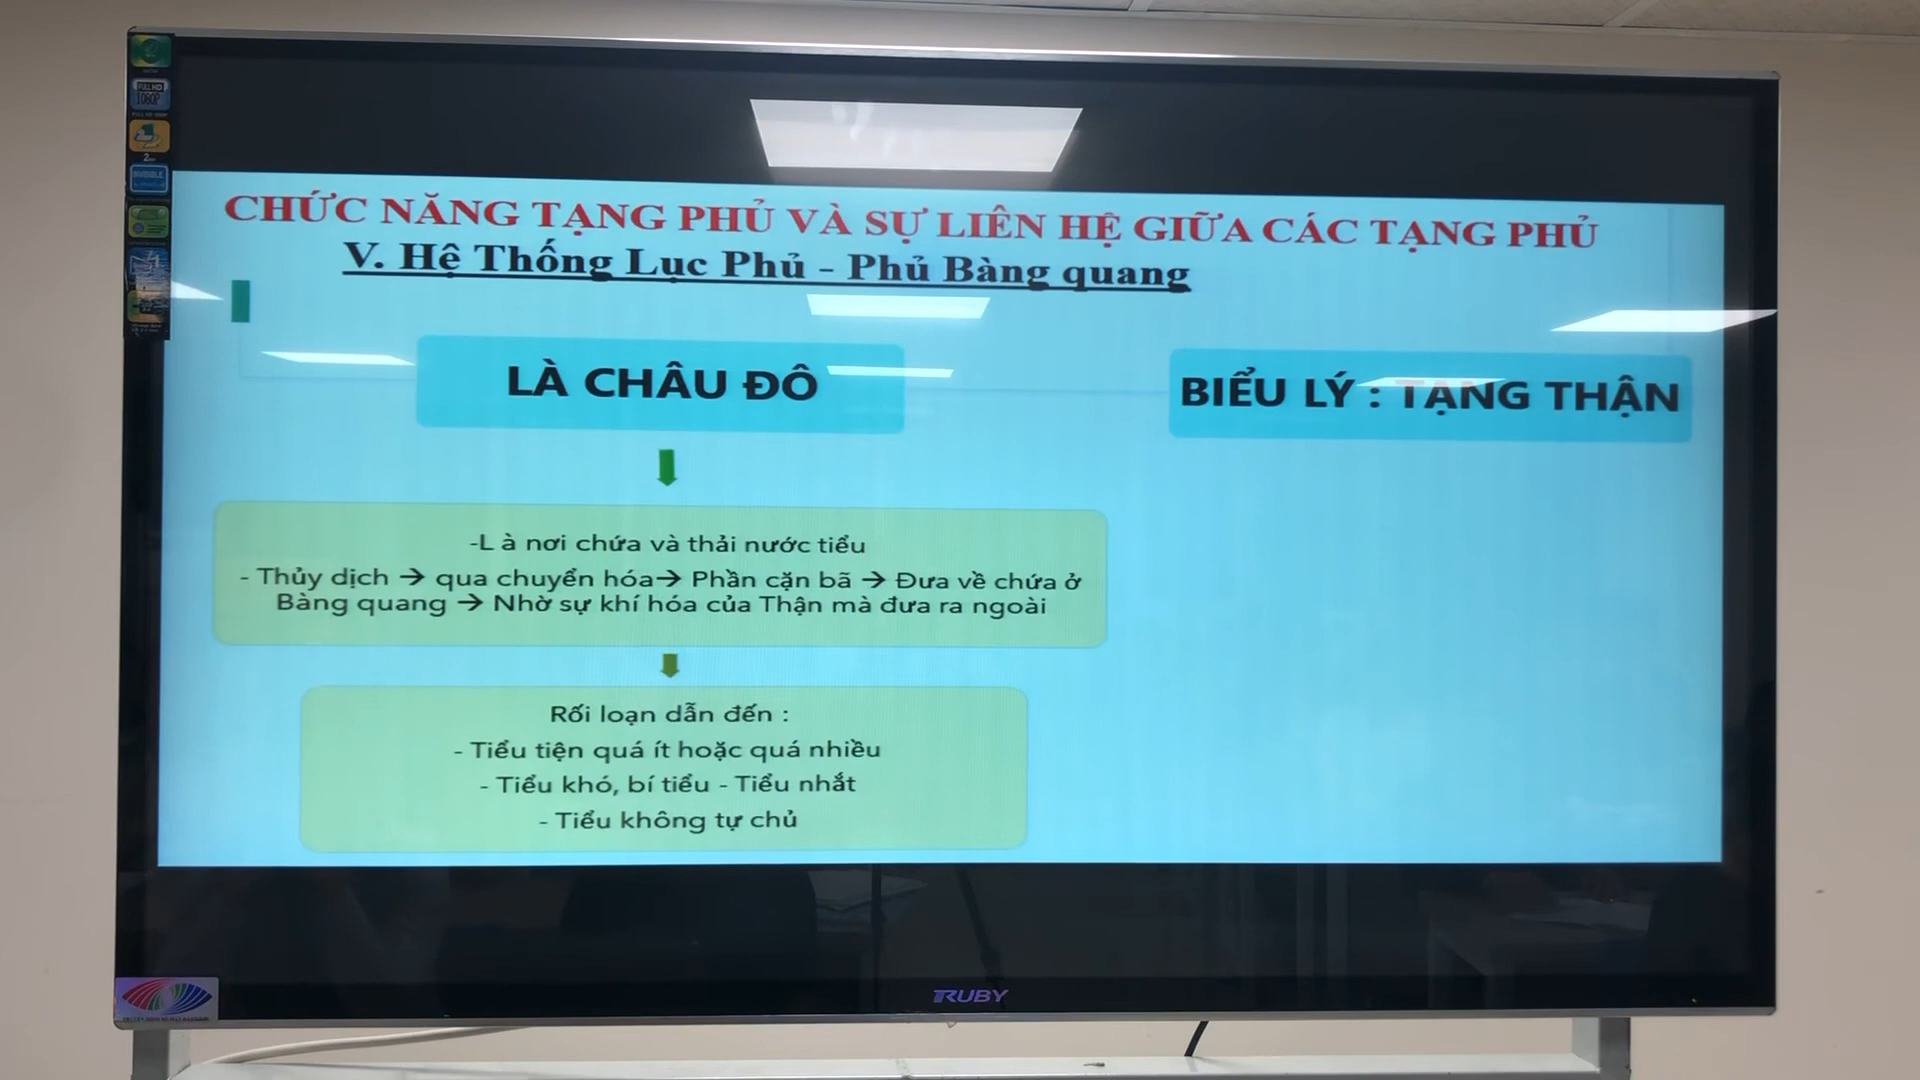 FULL HD
1080P
CHỨC NĂNG TẠNG PHỦ VÀ SỰ LIÊN HỆ GIỮA CÁC TẠNG PHỦ
V. Hệ Thống Lục Phủ - Phủ Bàng quang
LÀ CHÂU ĐÔ
BIỂU LÝ : TẠNG THẬN
-L à nơi chứa và thải nước tiểu
- Thủy dịch → qua chuyển hóa→ Phần cặn bã → Đưa về chứa ở
Bàng quang → Nhờ sự khí hóa của Thận mà đưa ra ngoài
Rối loạn dẫn đến :
- Tiểu tiện quá ít hoặc quá nhiều
- Tiểu khó, bí tiểu - Tiểu nhắt
- Tiểu không tự chủ
RUBY